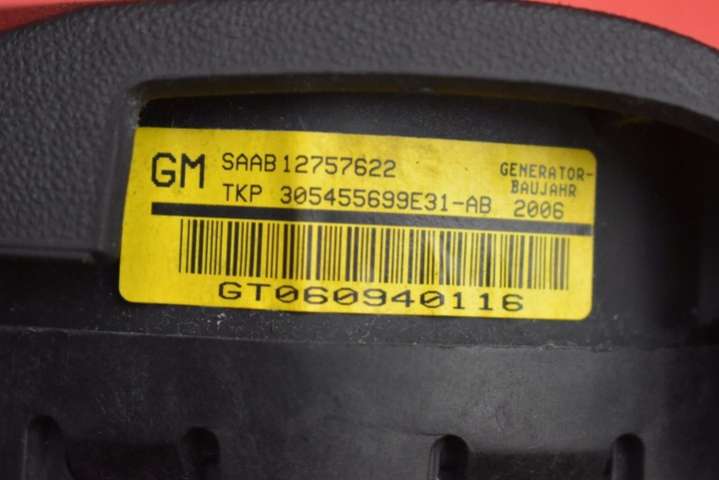 GM
SAAB 12757622
TKP 305455699E31-AB
GENERATOR-
BAUJAHR
2006
GT060940116